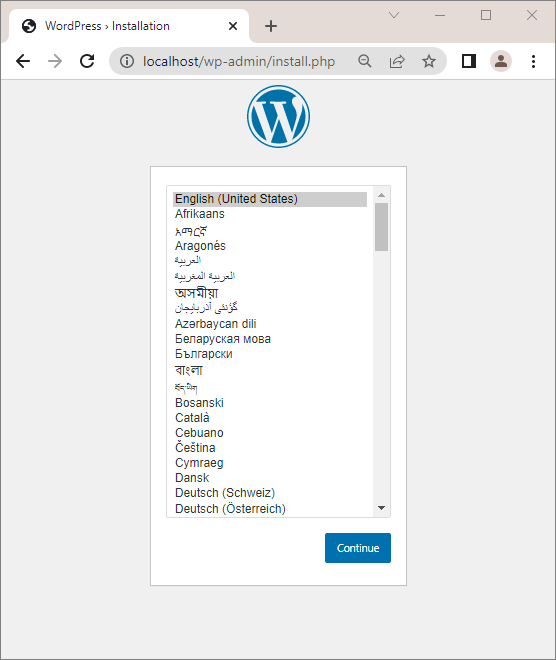 WordPress › Installation
localhost/wp-admin/install.php
English (United States)
Afrikaans
አማርኛ
Aragonés
العربية
العربية المغربية
অসমীয়া
گؤنئی آذربایجان
Azərbaycan dili
Беларуская мова
Български
বাংলা
བོད་ཡིག
Bosanski
Català
Cebuano
Čeština
Cymraeg
Dansk
Deutsch (Schweiz)
Deutsch (Österreich)
Continue